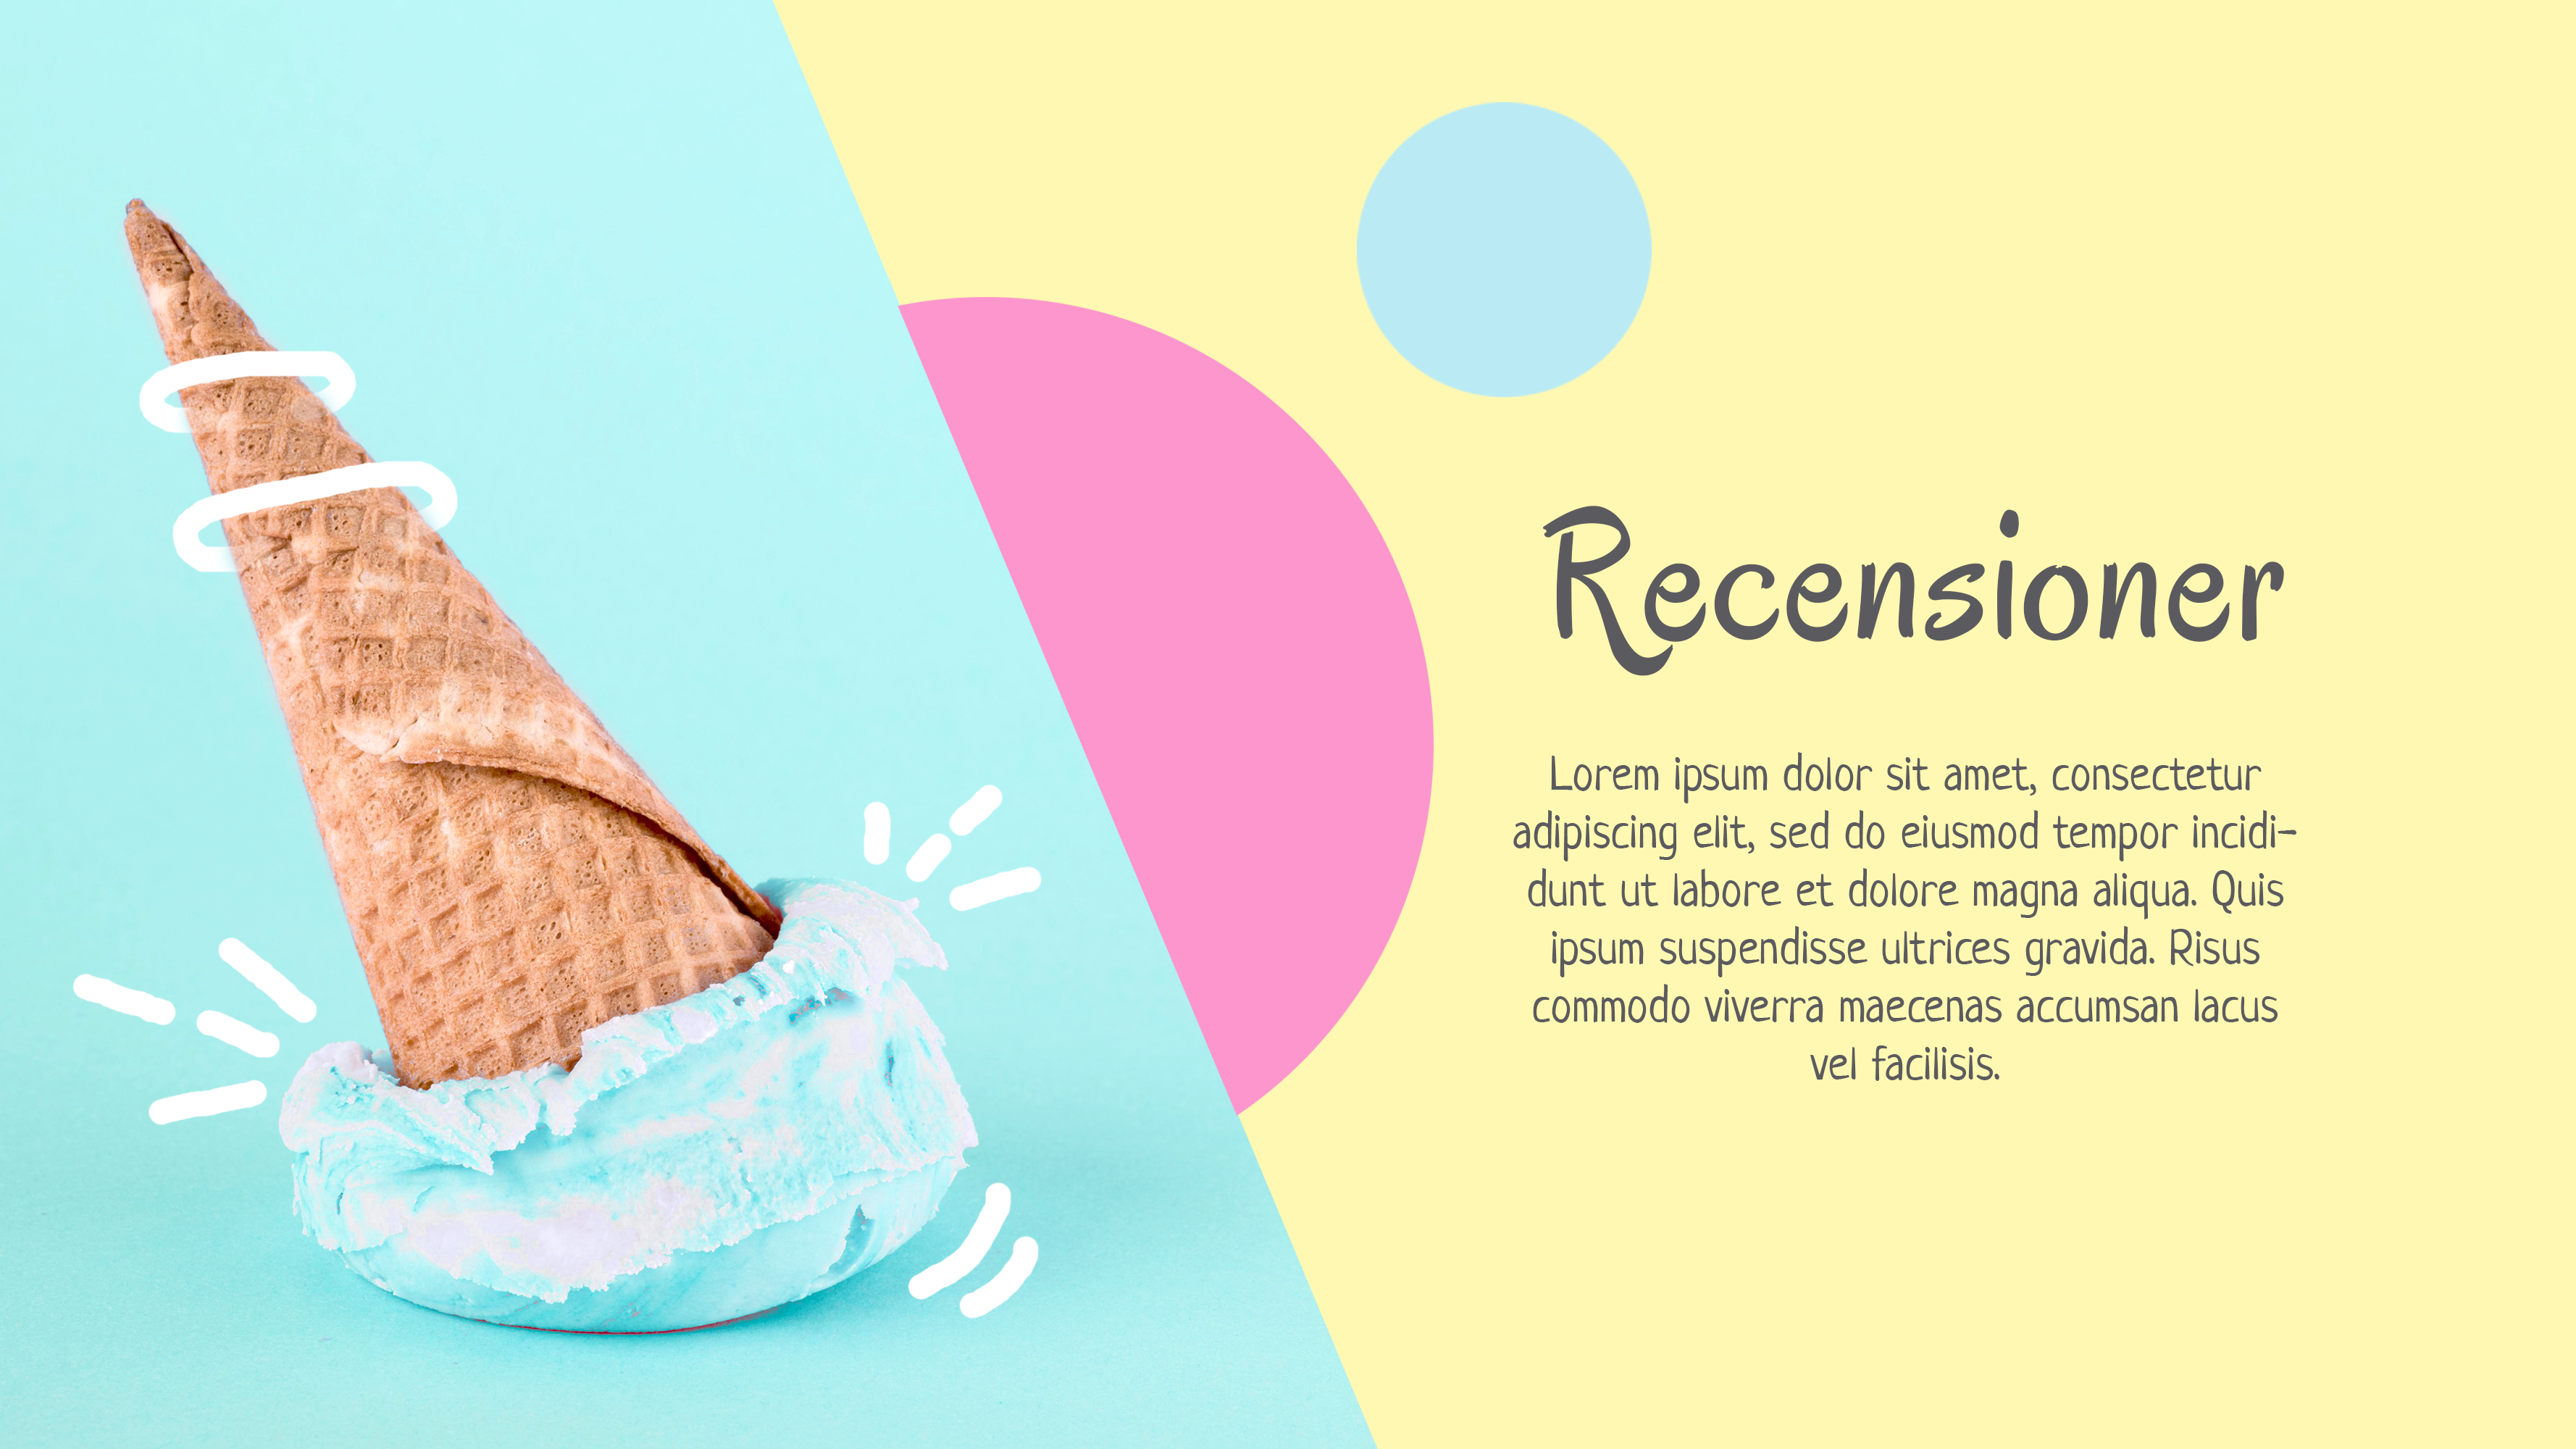 Recensioner
Lorem ipsum dolor sit amet, consectetur
adipiscing elit, sed do eiusmod tempor incidi-
dunt ut labore et dolore magna aliqua. Quis
ipsum suspendisse ultrices gravida. Risus
commodo viverra maecenas accumsan lacus
vel facilisis.